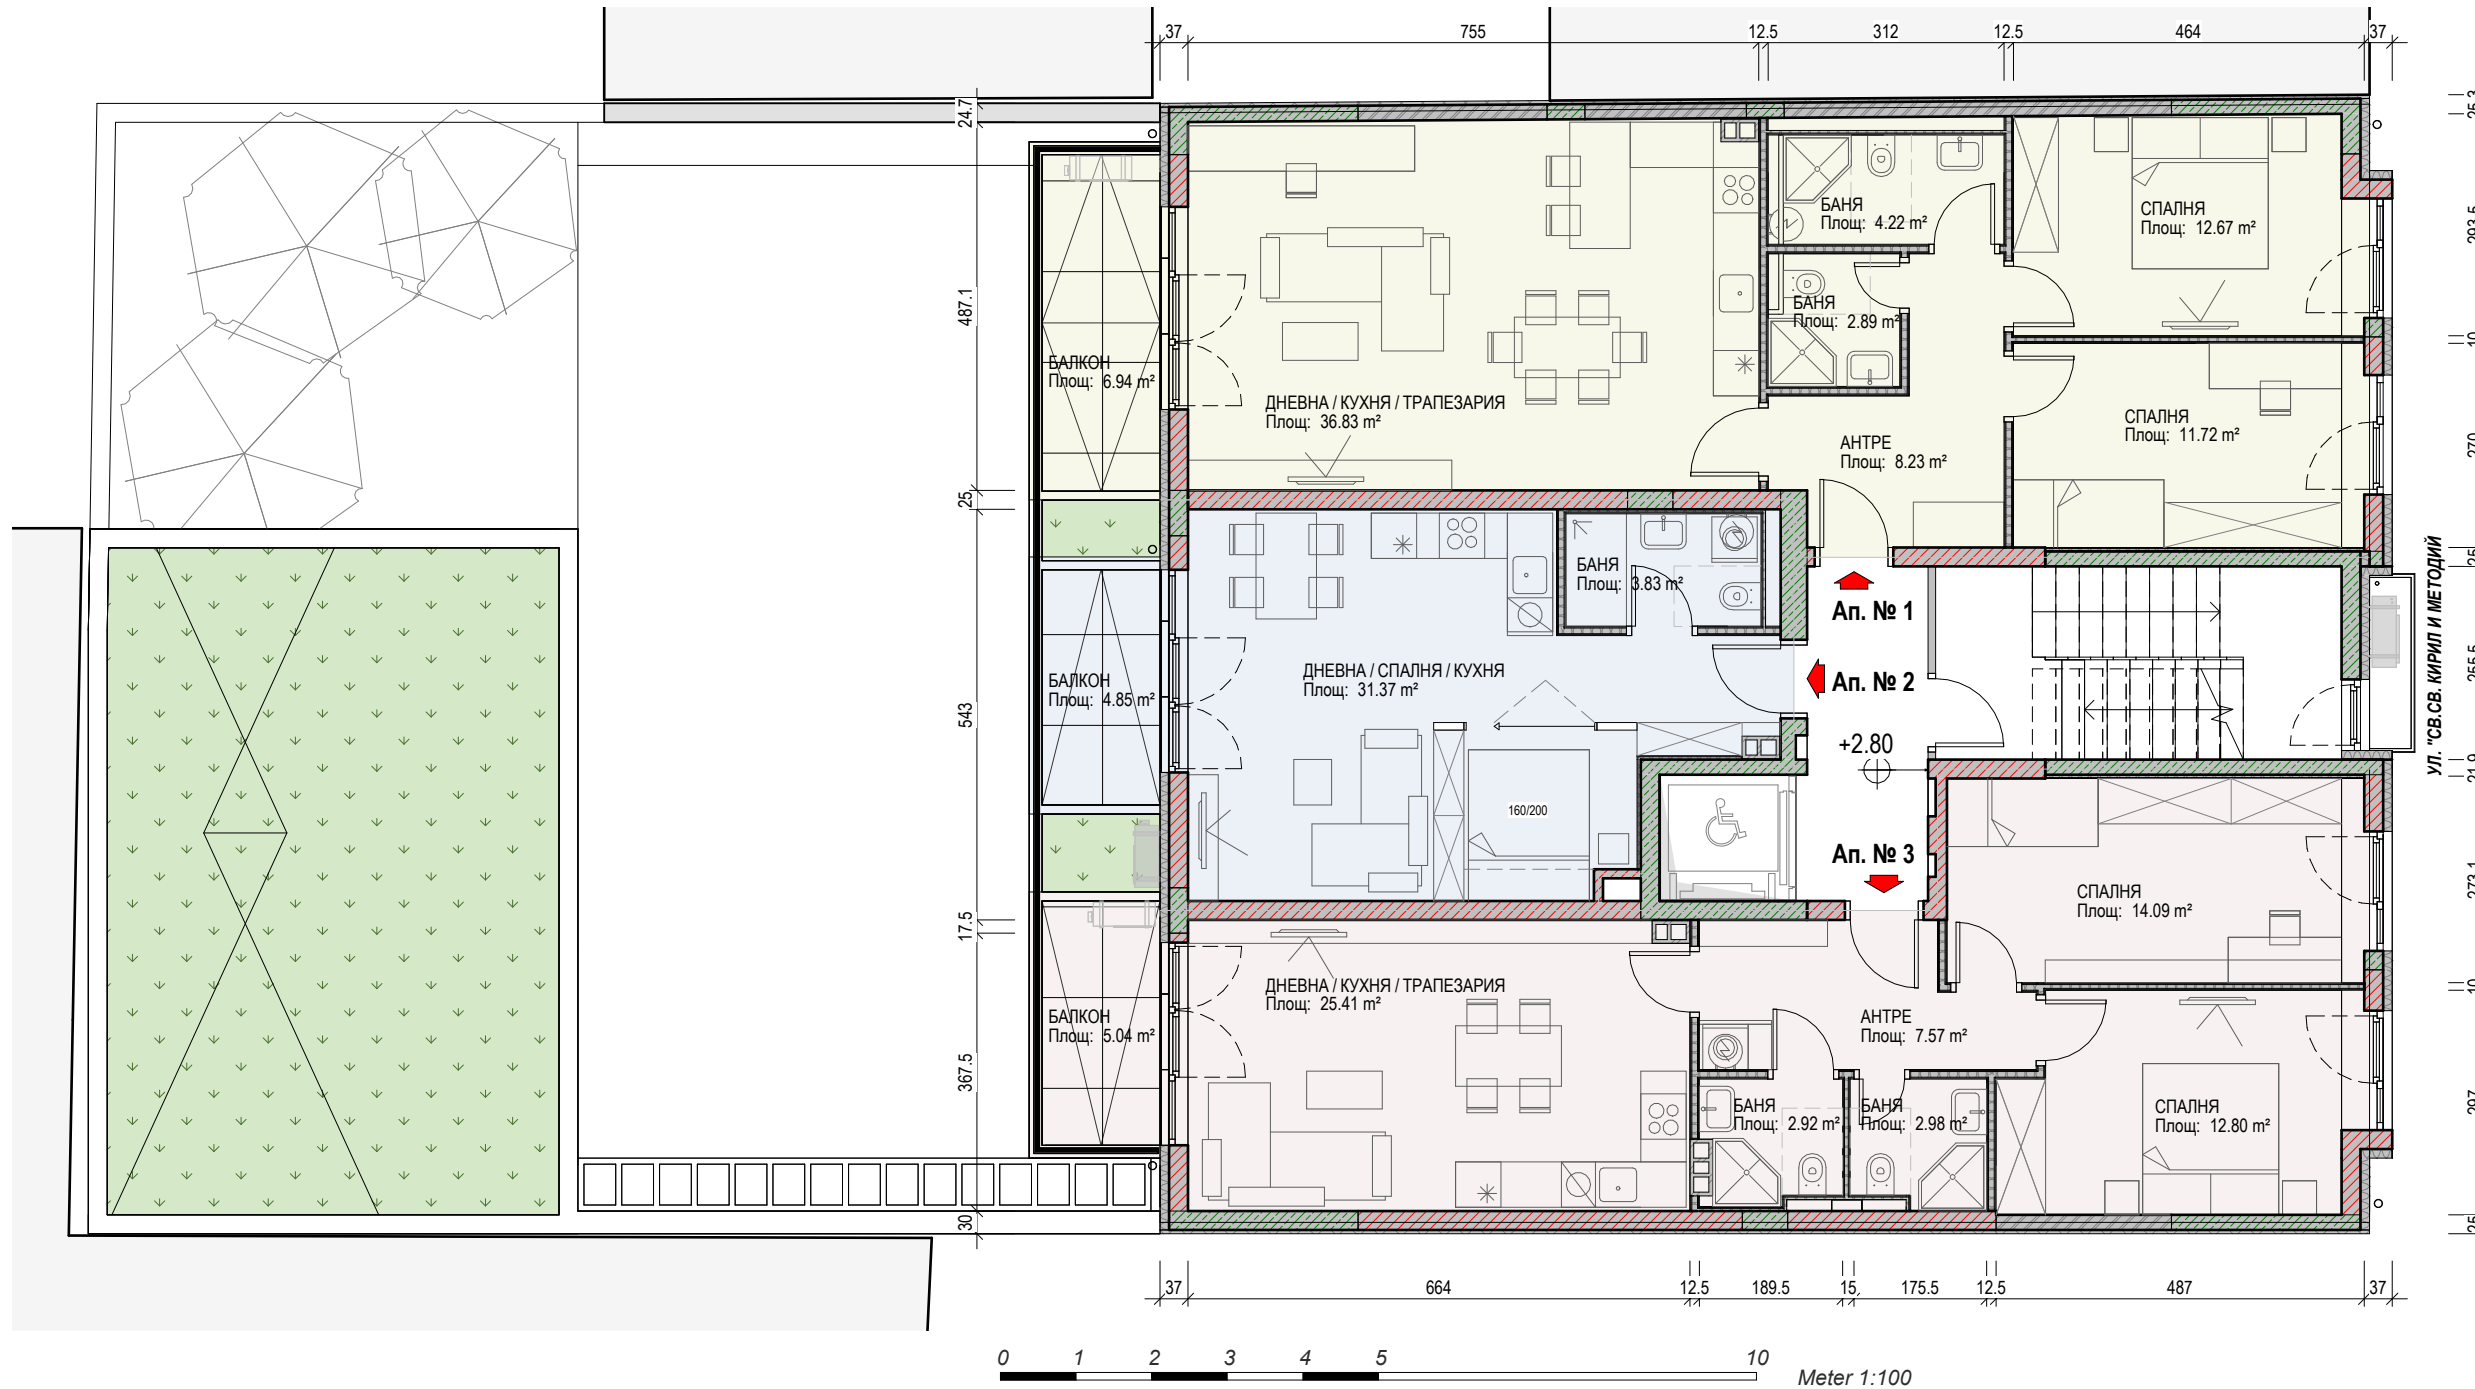 37
755
12.5
312
12.5
464
37
24.7
487.1
25
543
17.5
367.5
30
БАНЯ
Площ: 4.22 m²
СПАЛНЯ
Площ: 12.67 m²
БАНЯ
Площ: 2.89 m²
БАЛКОН
Площ: 6.94 m²
ДНЕВНА / КУХНЯ / ТРАПЕЗАРИЯ
Площ: 36.83 m²
СПАЛНЯ
Площ: 11.72 m²
АНТРЕ
Площ: 8.23 m²
БАНЯ
Площ: 3.83 m²
Ап. № 1
ДНЕВНА / СПАЛНЯ / КУХНЯ
Площ: 31.37 m²
БАЛКОН
Площ: 4.85 m²
Ап. № 2
+2.80
160/200
Ап. № 3
УЛ. "СВ.СВ. КИРИЛ И МЕТОДИЙ
СПАЛНЯ
Площ: 14.09 m²
ДНЕВНА / КУХНЯ / ТРАПЕЗАРИЯ
Площ: 25.41 m²
БАЛКОН
Площ: 5.04 m²
АНТРЕ
Площ: 7.57 m²
БАНЯ
Площ: 2.92 m²
БАНЯ
Площ: 2.98 m²
СПАЛНЯ
Площ: 12.80 m²
37
664
12.5
189.5
15
175.5
12.5
487
37
0 1 2 3 4 5 10
Meter 1:100